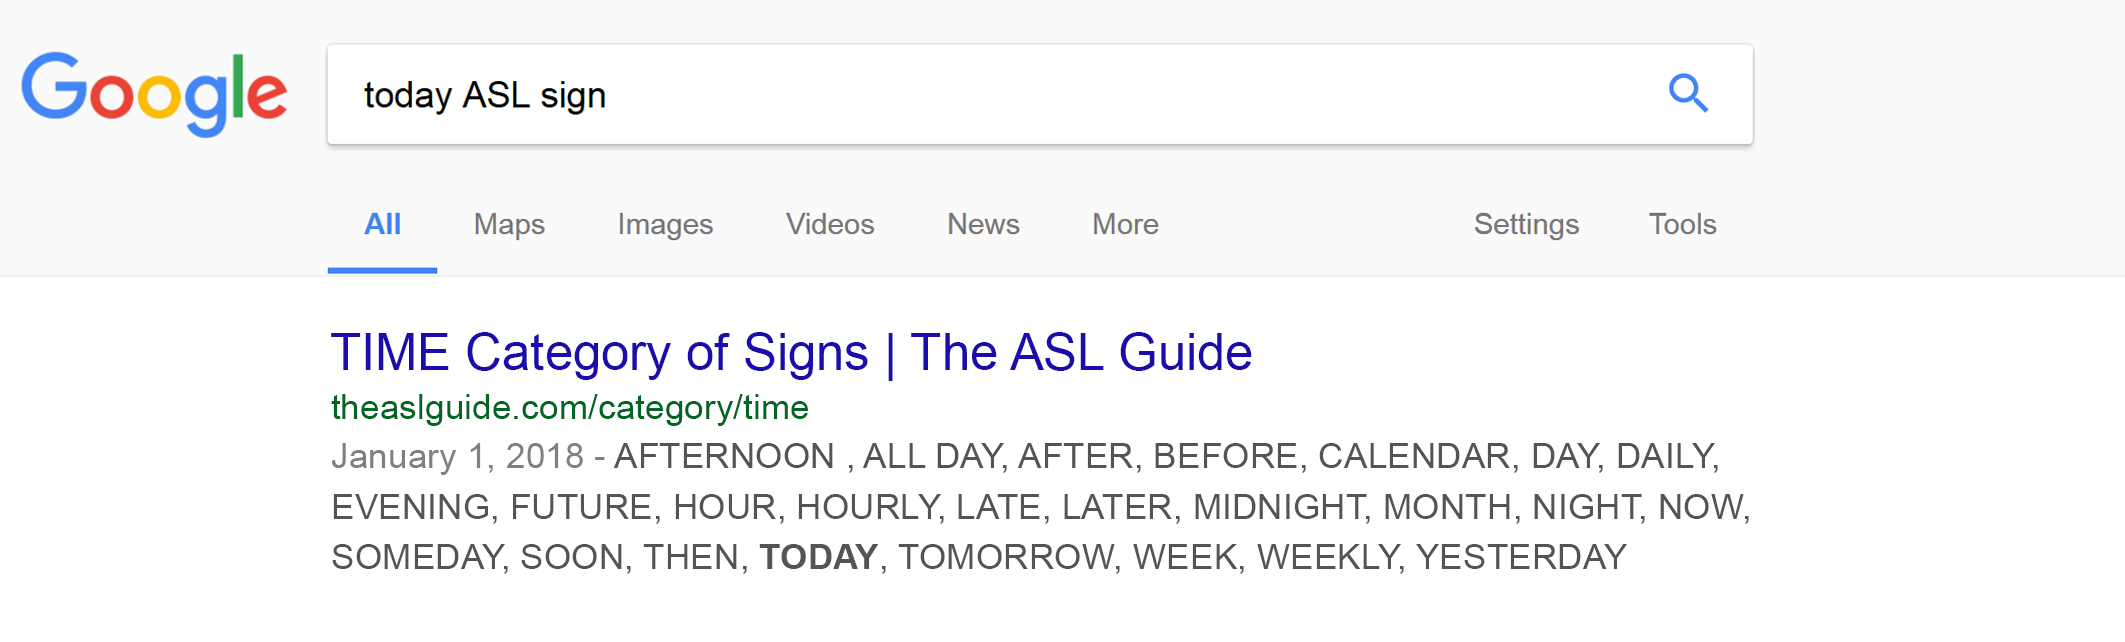 Google
today ASL sign
All Maps Images Videos News More Settings Tools
TIME Category of Signs | The ASL Guide
theaslguide.com/category/time
January 1, 2018 - AFTERNOON , ALL DAY, AFTER, BEFORE, CALENDAR, DAY, DAILY,
EVENING, FUTURE, HOUR, HOURLY, LATE, LATER, MIDNIGHT, MONTH, NIGHT, NOW,
SOMEDAY, SOON, THEN, TODAY, TOMORROW, WEEK, WEEKLY, YESTERDAY